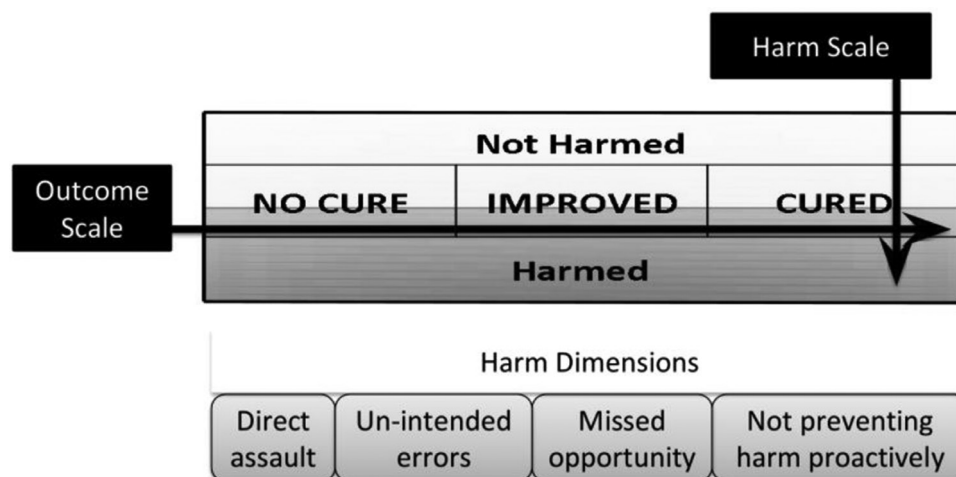 Harm Scale
Not Harmed
Outcome
Scale
NO CURE
IMPROVED
CURED
Harmed
Harm Dimensions
Direct
assault
Un-intended
errors
Missed
opportunity
Not preventing
harm proactively